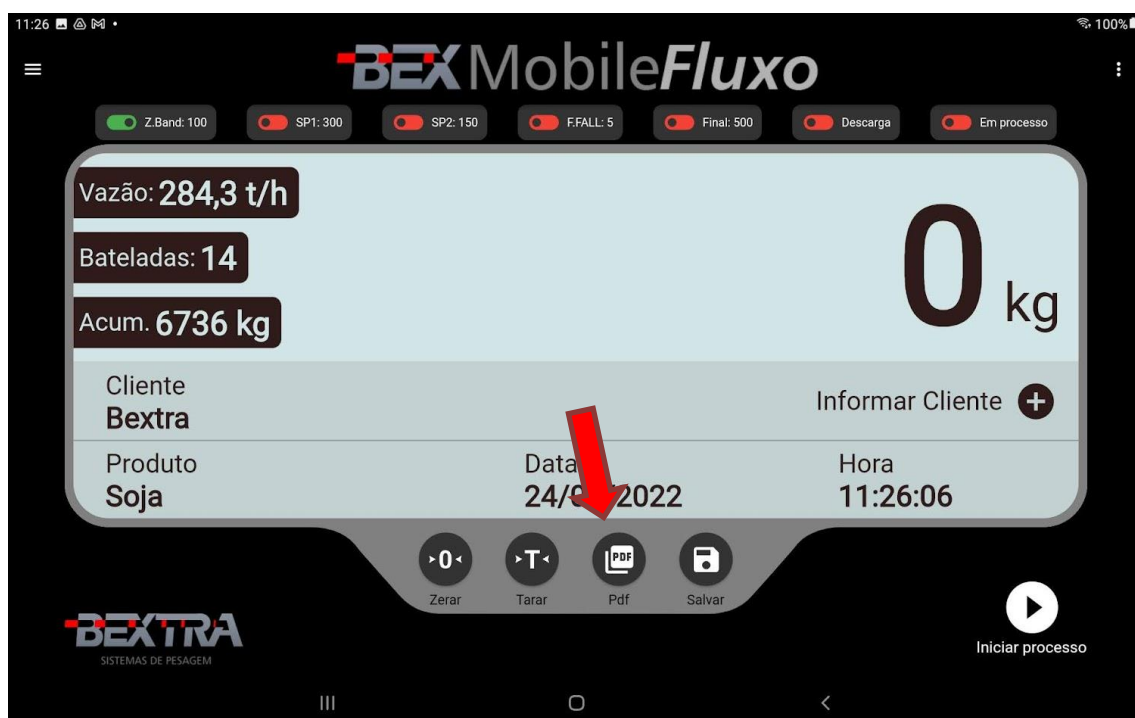 11:26
100%
BEX MobileFluxo
Z.Band: 100
SP1: 300
SP2: 150
F.FALL: 5
Final: 500
Descarga
Em processo
Vazão: 284,3 t/h
Bateladas: 14
Acum. 6736 kg
0 kg
Cliente
Bextra
Informar Cliente
Produto
Soja
Data
24/0 /2022
Hora
11:26:06
0
T
PDF
Zerar
Tarar
Pdf
Salvar
BEXTRA
SISTEMAS DE PESAGEM
Iniciar processo